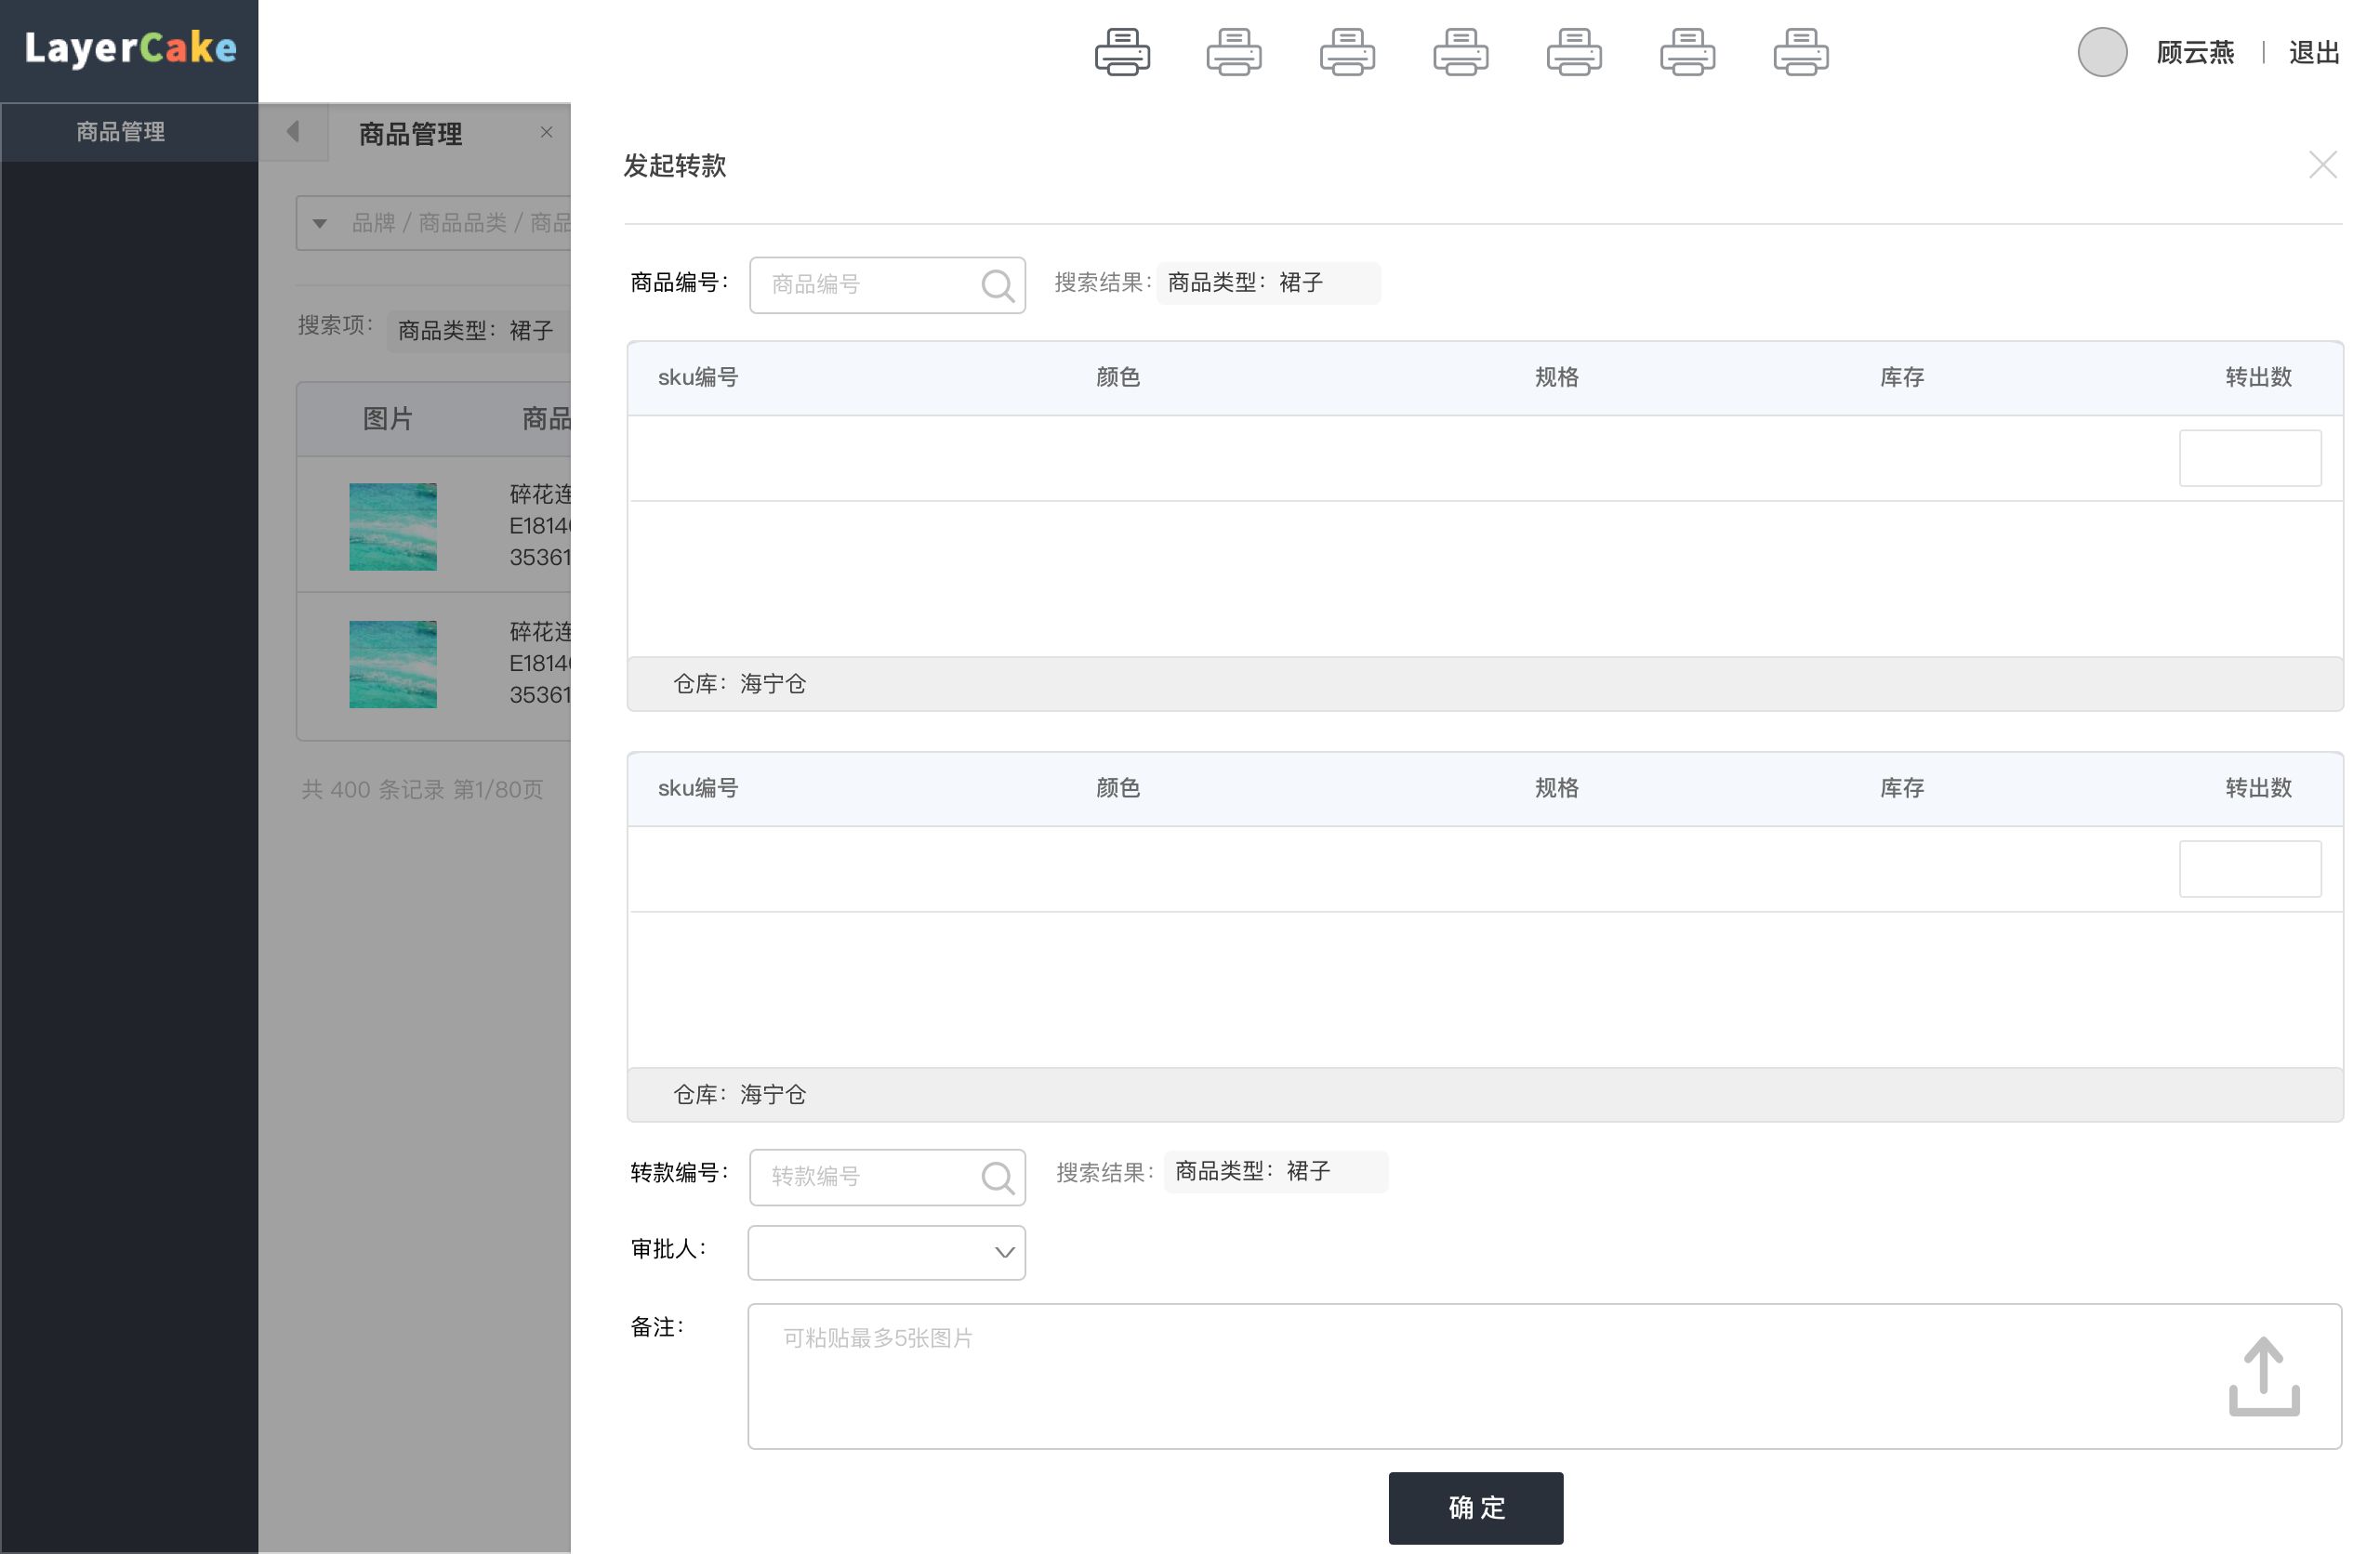 LayerCake
顾云燕 | 退出
商品管理
商品管理 ×
品牌 / 商品品类 / 商品
搜索项： 商品类型：裙子
图片 商品
碎花连
E1814
35361
碎花连
E1814
35361
共 400 条记录 第1/80页
发起转款
商品编号： 商品编号 搜索结果： 商品类型：裙子
sku编号 颜色 规格 库存 转出数
仓库：海宁仓
sku编号 颜色 规格 库存 转出数
仓库：海宁仓
转款编号： 转款编号 搜索结果： 商品类型：裙子
审批人：
备注： 可粘贴最多5张图片
确 定